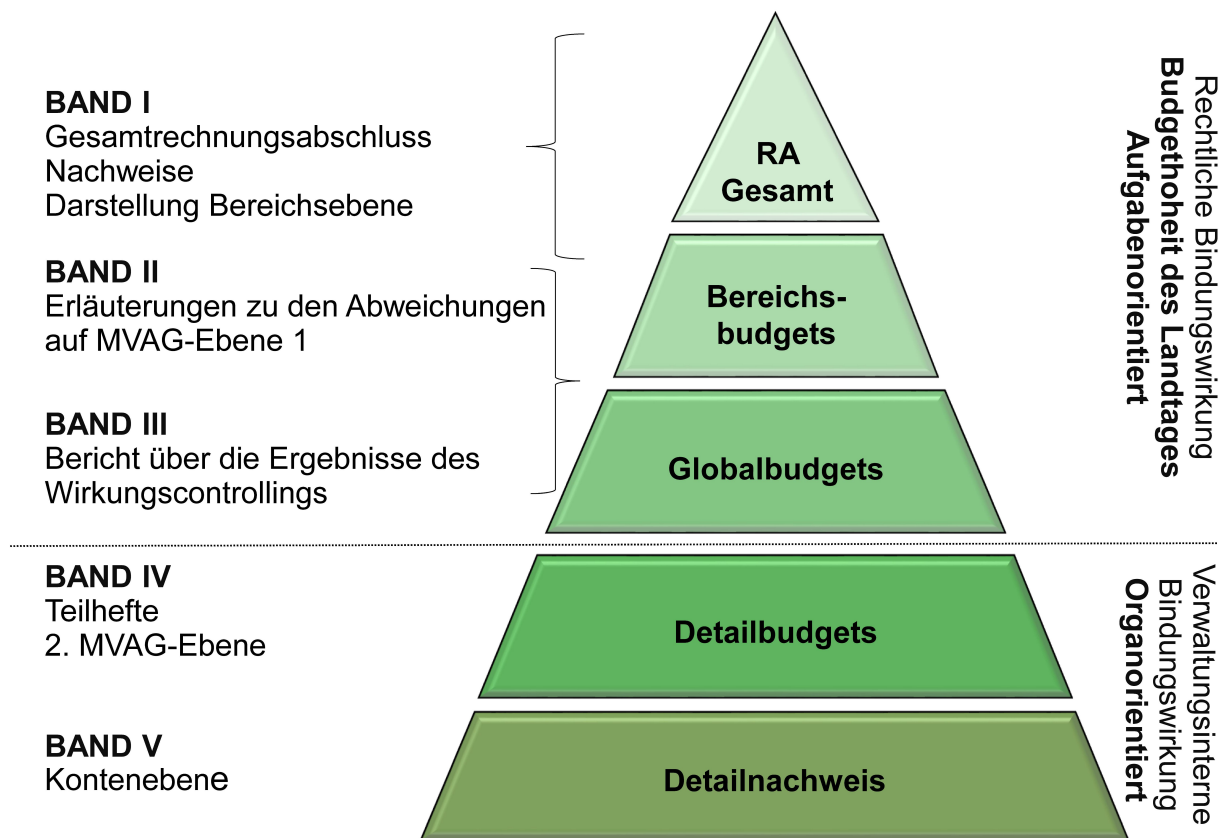 BAND I
Gesamtrechnungsabschluss
Nachweise
Darstellung Bereichsebene
BAND II
Erläuterungen zu den Abweichungen
auf MVAG-Ebene 1
BAND III
Bericht über die Ergebnisse des
Wirkungscontrollings
BAND IV
Teilhefte
2. MVAG-Ebene
BAND V
Kontenebene
RA
Gesamt
Bereichs-
budgets
Globalbudgets
Detailbudgets
Detailnachweis
Rechtliche Bindungswirkung
Budgethoheit des Landtages
Aufgabenorientiert
Verwaltungsinterne
Bindungswirkung
Organorientiert